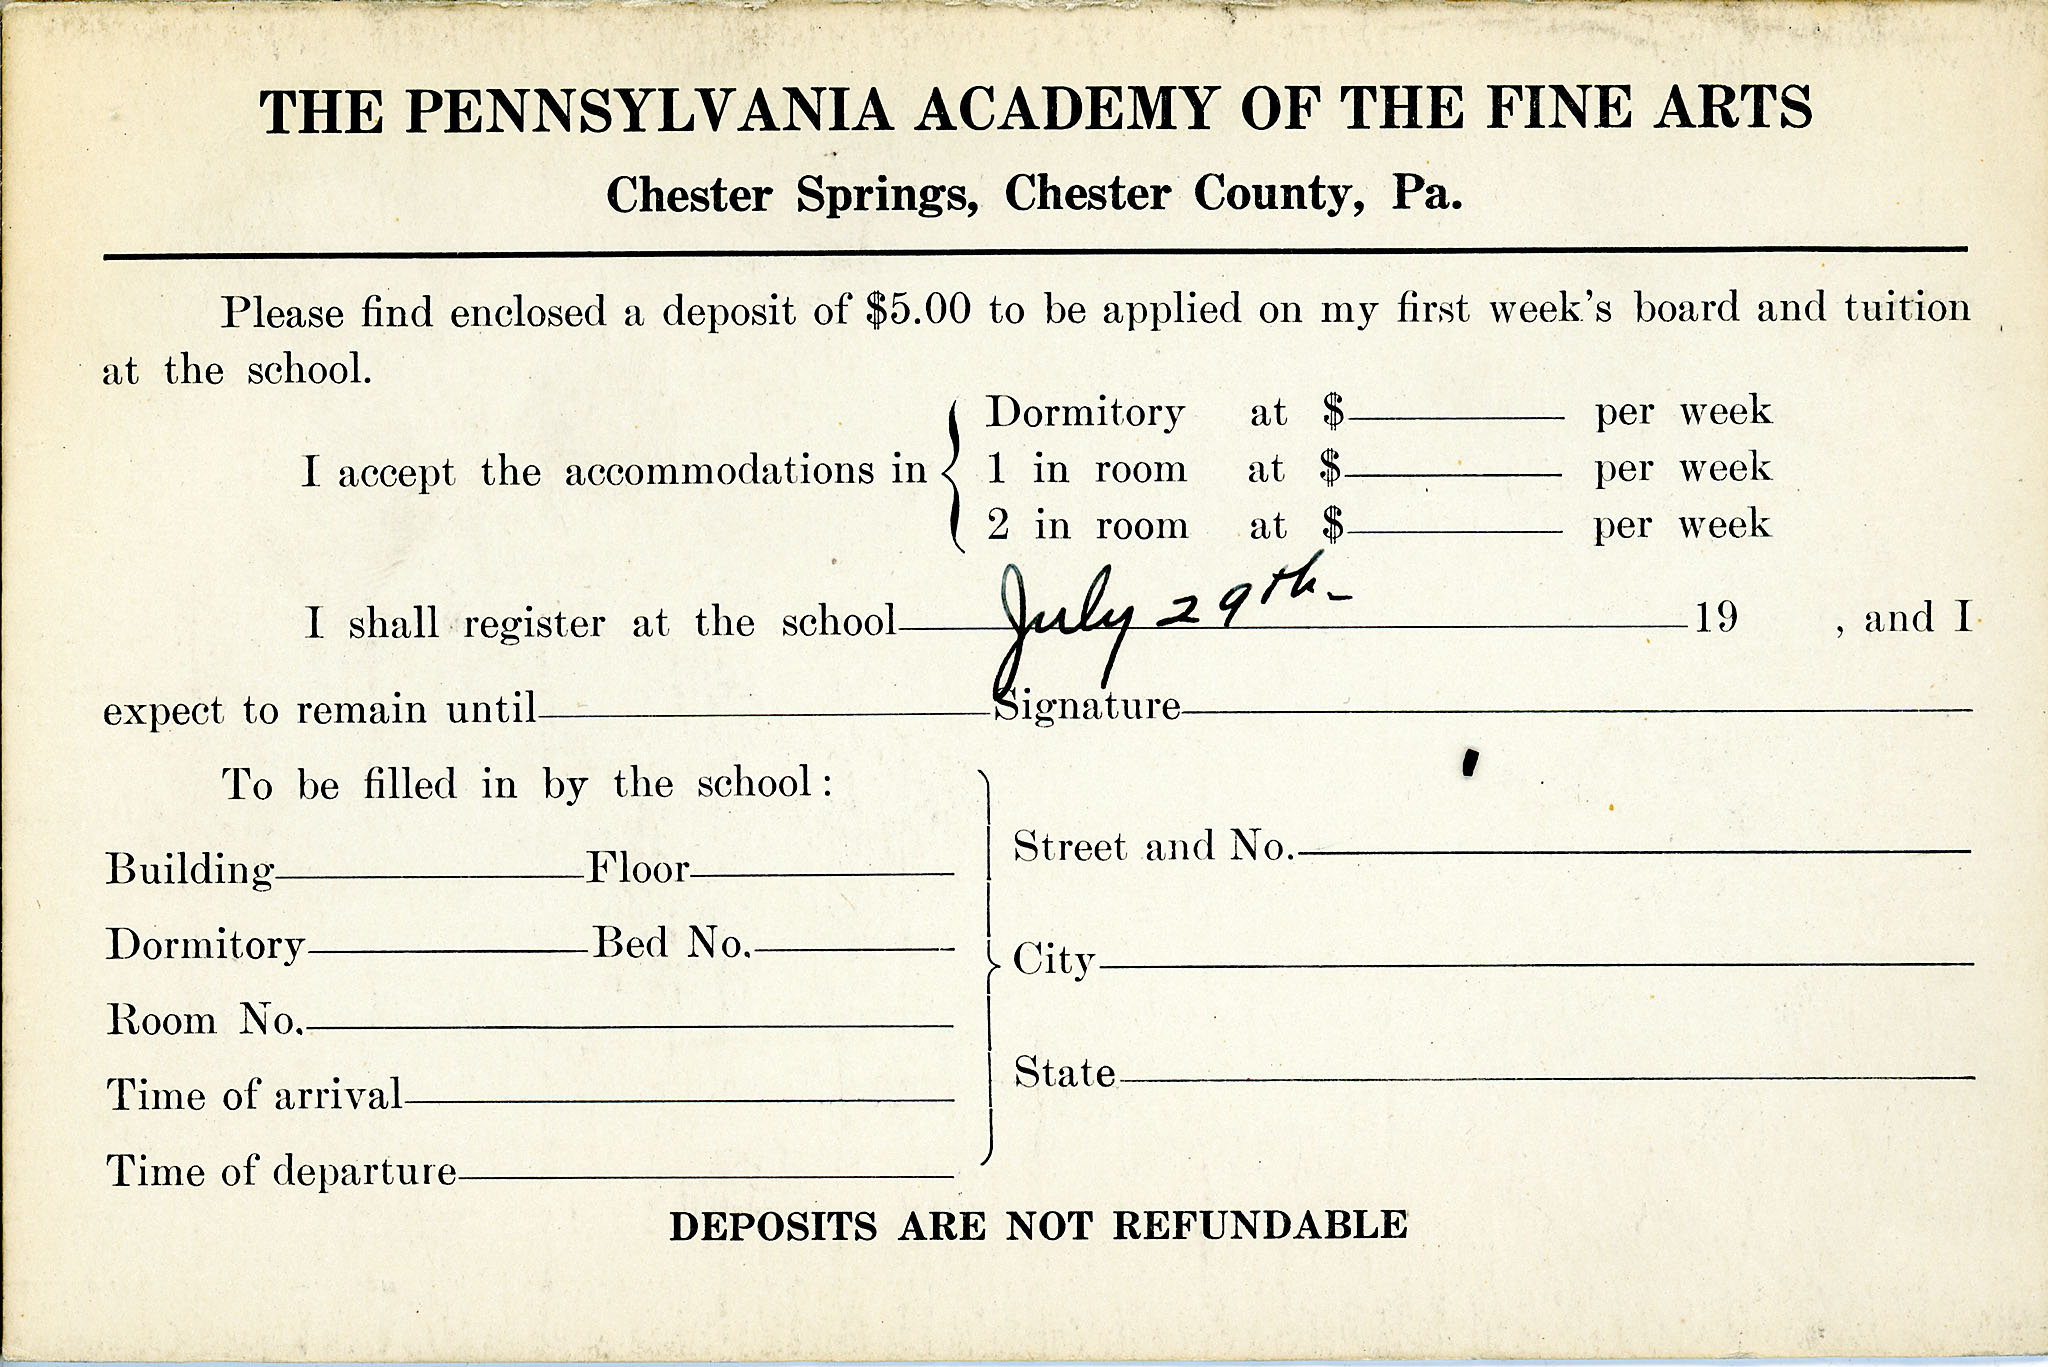 THE PENNSYLVANIA ACADEMY OF THE FINE ARTS
Chester Springs, Chester County, Pa.
Please find enclosed a deposit of $5.00 to be applied on my first week's board and tuition
at the school.
I accept the accommodations in
Dormitory at $ per week
1 in room at $ per week
2 in room at $ per week
I shall register at the school July 29th- 19 , and I
expect to remain until Signature
To be filled in by the school:
Building Floor
Dormitory Bed No.
Room No.
Time of arrival
Time of departure
Street and No.
City
State
DEPOSITS ARE NOT REFUNDABLE